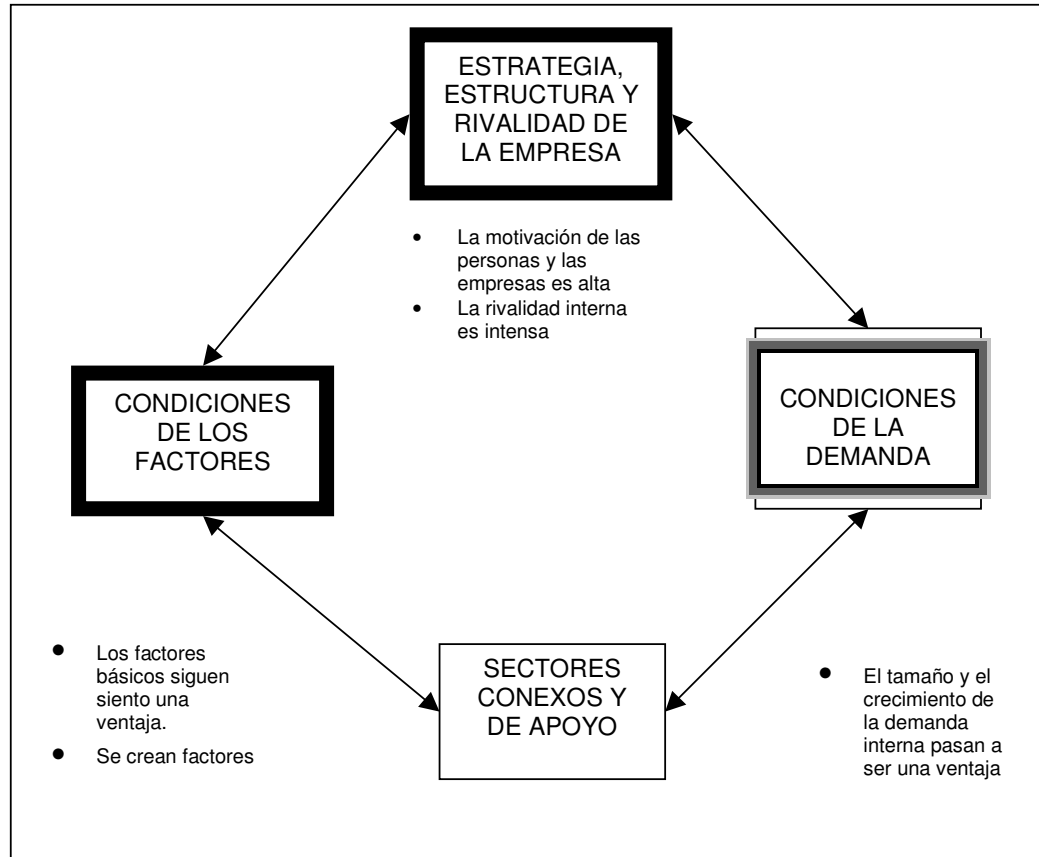 ESTRATEGIA,
ESTRUCTURA Y
RIVALIDAD DE
LA EMPRESA
• La motivación de las
personas y las
empresas es alta
• La rivalidad interna
es intensa
CONDICIONES
DE LOS
FACTORES
CONDICIONES
DE LA
DEMANDA
• Los factores
básicos siguen
siento una
ventaja.
• Se crean factores
SECTORES
CONEXOS Y
DE APOYO
• El tamaño y el
crecimiento de
la demanda
interna pasan a
ser una ventaja